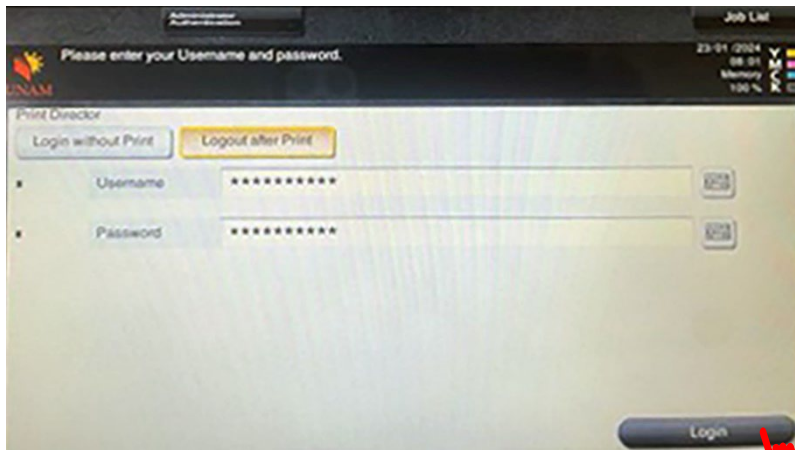 Administrator
Authentication
Job List
Please enter your Username and password.
23/01/2024
08:01
Memory
100 %
Y
M
C
K
UNAM
Print Director
Login without Print
Logout after Print
Username
**********
Password
**********
Login